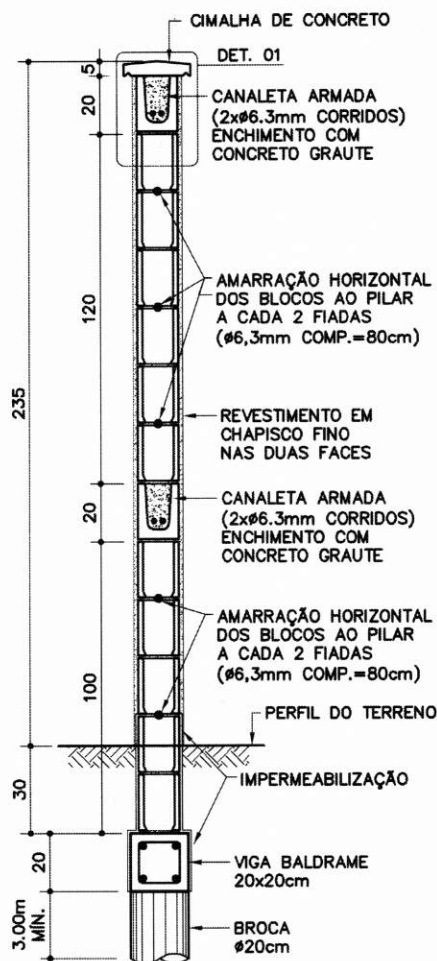 CIMALHA DE CONCRETO
DET. 01
5
20
CANALETA ARMADA
(2xø6.3mm CORRIDOS)
ENCHIMENTO COM
CONCRETO GRAUTE
120
AMARRAÇÃO HORIZONTAL
DOS BLOCOS AO PILAR
A CADA 2 FIADAS
(ø6,3mm COMP.=80cm)
235
REVESTIMENTO EM
CHAPISCO FINO
NAS DUAS FACES
20
CANALETA ARMADA
(2xø6.3mm CORRIDOS)
ENCHIMENTO COM
CONCRETO GRAUTE
100
AMARRAÇÃO HORIZONTAL
DOS BLOCOS AO PILAR
A CADA 2 FIADAS
(ø6,3mm COMP.=80cm)
PERFIL DO TERRENO
30
IMPERMEABILIZAÇÃO
20
VIGA BALDRAME
20x20cm
3.00m
MÍN.
BROCA
ø20cm